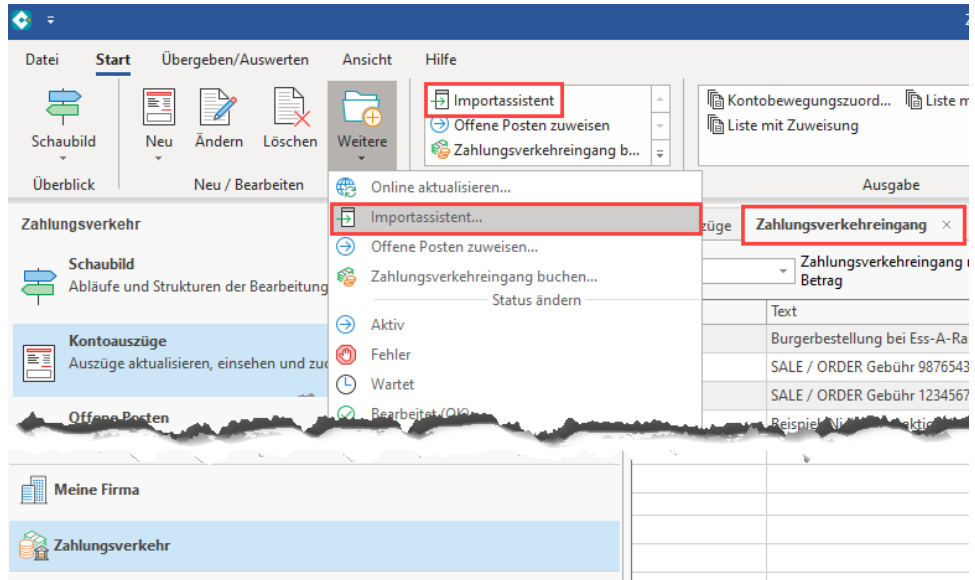 Datei Start Übergeben/Auswerten Ansicht Hilfe
Importassistent
Offene Posten zuweisen
Zahlungsverkehreingang b...
Kontobewegungszuord... Liste m
Liste mit Zuweisung
Schaubild Neu Ändern Löschen Weitere
Überblick Neu / Bearbeiten Ausgabe
Online aktualisieren...
Importassistent...
Offene Posten zuweisen...
Zahlungsverkehreingang buchen...
Status ändern
Aktiv
Fehler
Wartet
Bearbeitet (OK)
Zahlungsverkehr
Schaubild
Abläufe und Strukturen der Bearbeitung
Kontoauszüge
Auszüge aktualisieren, einsehen und zuo
Offene Posten
züge Zahlungsverkehreingang
Zahlungsverkehreingang
Betrag
Text
Burgerbestellung bei Ess-A-Ra
SALE / ORDER Gebühr 9876543
SALE / ORDER Gebühr 1234567
Meine Firma
Zahlungsverkehr